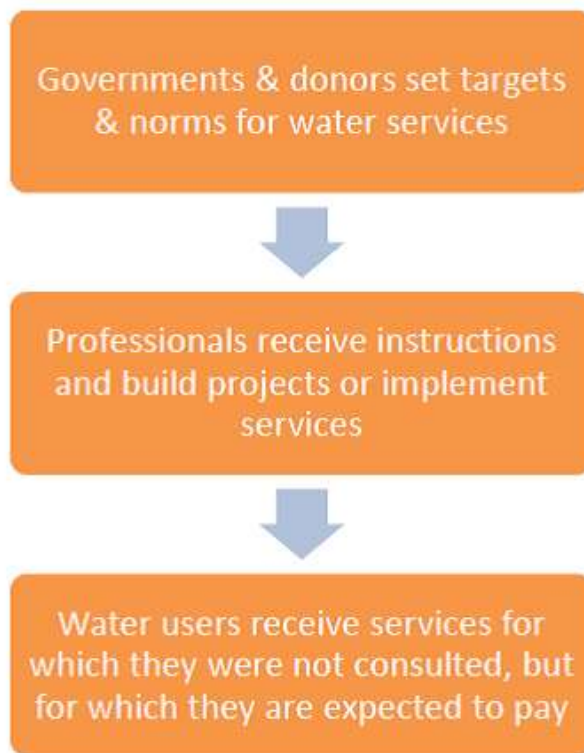 Governments & donors set targets
& norms for water services
Professionals receive instructions
and build projects or implement
services
Water users receive services for
which they were not consulted, but
for which they are expected to pay